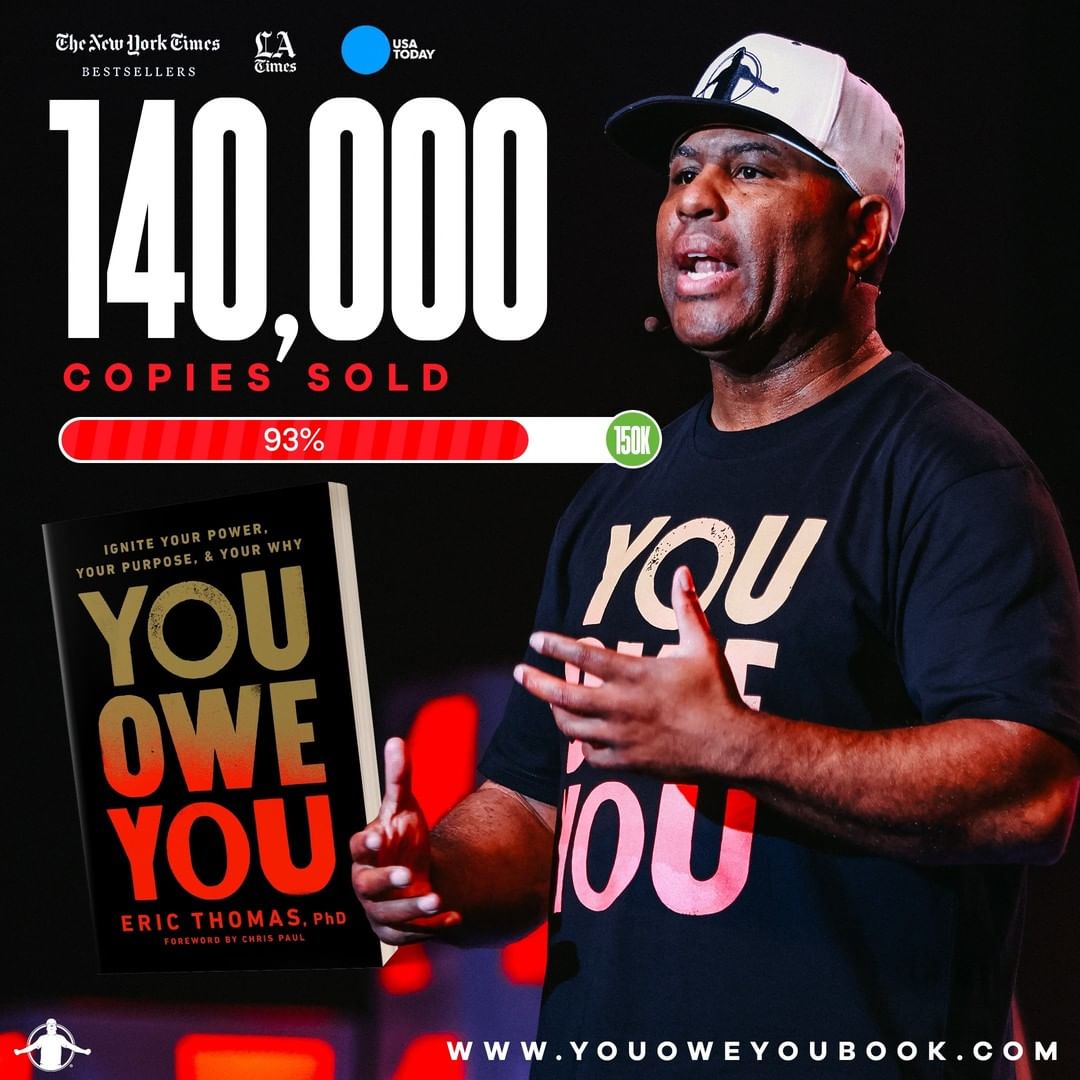 The New York Times
BESTSELLERS
LA
Times
USA
TODAY
140,000
COPIES SOLD
93%
150K
IGNITE YOUR POWER,
YOUR PURPOSE, & YOUR WHY
YOU
OWE
YOU
ERIC THOMAS, PhD
FOREWORD BY CHRIS PAUL
YOU
OWE
YOU
WWW.YOUOWEYOUBOOK.COM